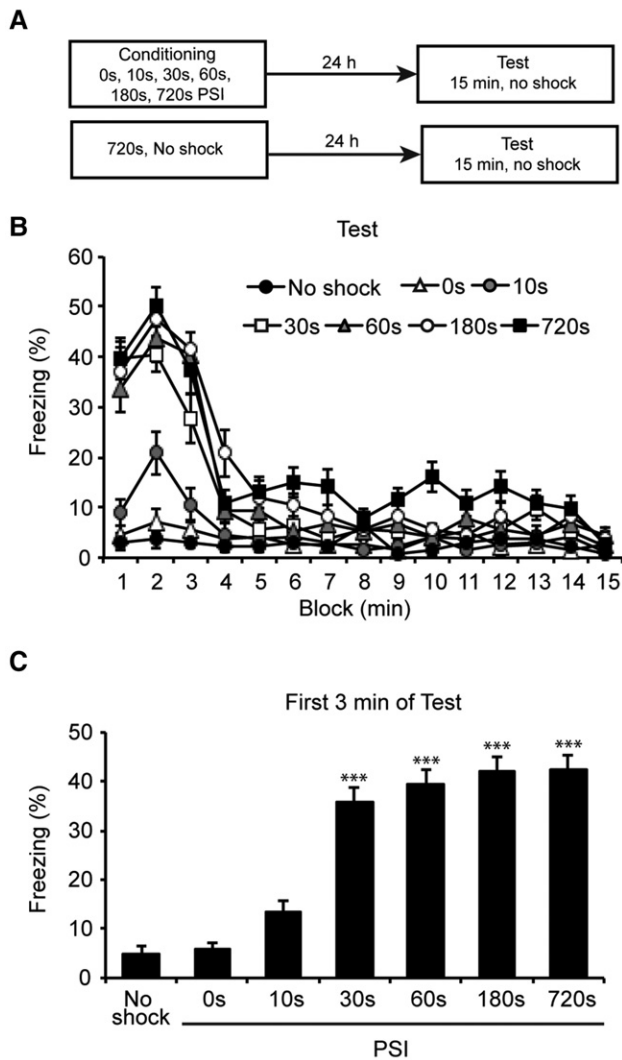 A
Conditioning
0s, 10s, 30s, 60s,
180s, 720s PSI
24 h
Test
15 min, no shock
720s, No shock
24 h
Test
15 min, no shock
B
Test
60
50
40
30
20
10
0
Freezing (%)
No shock 0s 10s
30s 60s 180s 720s
1 2 3 4 5 6 7 8 9 10 11 12 13 14 15
Block (min)
C
First 3 min of Test
50
40
30
20
10
0
Freezing (%)
*** *** *** ***
No shock 0s 10s 30s 60s 180s 720s
PSI